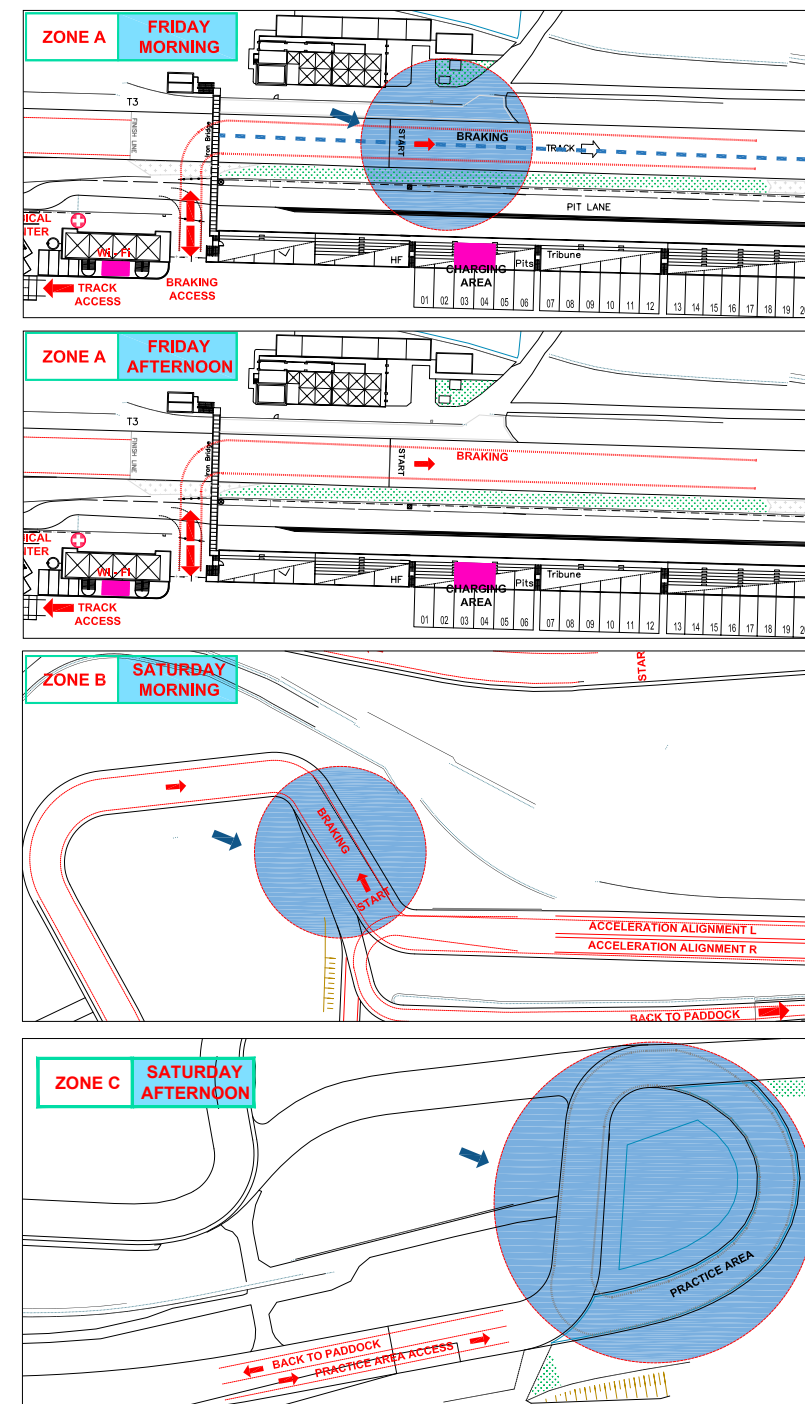 ZONE A
FRIDAY
MORNING
T3
FINISH LINE
Iron Bridge
START
BRAKING
TRACK
PIT LANE
ICAL
TER
Wi-Fi
TRACK
ACCESS
BRAKING
ACCESS
HF
CHARGING
AREA
Pits
Tribune
01 02 03 04 05 06 07 08 09 10 11 12 13 14 15 16 17 18 19 20
ZONE A
FRIDAY
AFTERNOON
T3
FINISH LINE
Iron Bridge
START
BRAKING
ICAL
TER
Wi-Fi
TRACK
ACCESS
HF
CHARGING
AREA
Pits
Tribune
01 02 03 04 05 06 07 08 09 10 11 12 13 14 15 16 17 18 19 20
ZONE B
SATURDAY
MORNING
START
BRAKING
START
ACCELERATION ALIGNMENT L
ACCELERATION ALIGNMENT R
BACK TO PADDOCK
ZONE C
SATURDAY
AFTERNOON
PRACTICE AREA
BACK TO PADDOCK
PRACTICE AREA ACCESS